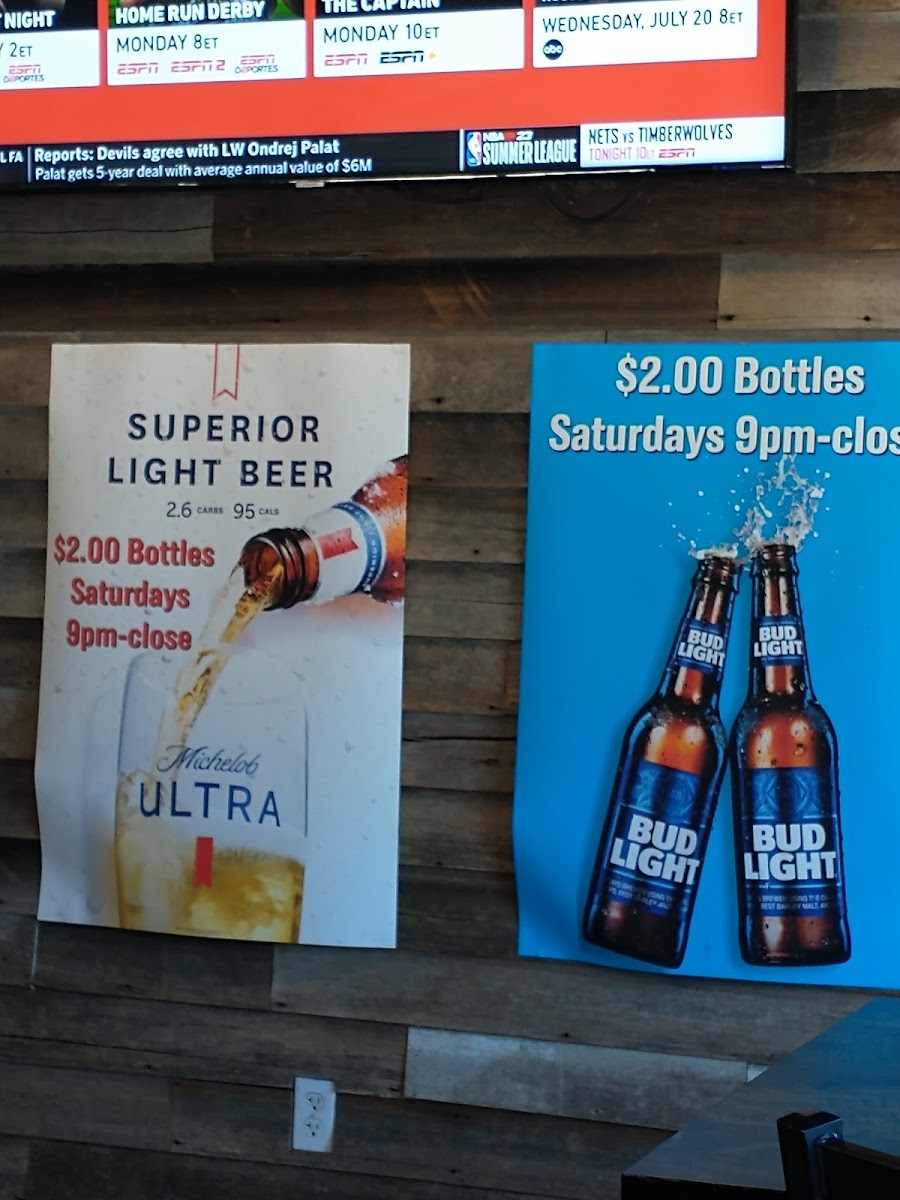 NIGHT
2ET
ESPN
DEPORTES
HOME RUN DERBY
MONDAY 8ET
ESPN ESPN2 ESPN
DEPORTES
THE CAPTAIN
MONDAY 10ET
ESPN ESPN+
WEDNESDAY, JULY 20 8ET
abc
L FA
Reports: Devils agree with LW Ondrej Palat
Palat gets 5-year deal with average annual value of $6M
NBA 2K23
SUMMER LEAGUE
NETS vs TIMBERWOLVES
TONIGHT 10ET ESPN
SUPERIOR
LIGHT BEER
2.6 CARBS 95 CALS
$2.00 Bottles
Saturdays
9pm-close
Michelob
ULTRA
$2.00 Bottles
Saturdays 9pm-clos
BUD
LIGHT
BUD
LIGHT
BUD
LIGHT
BUD
LIGHT